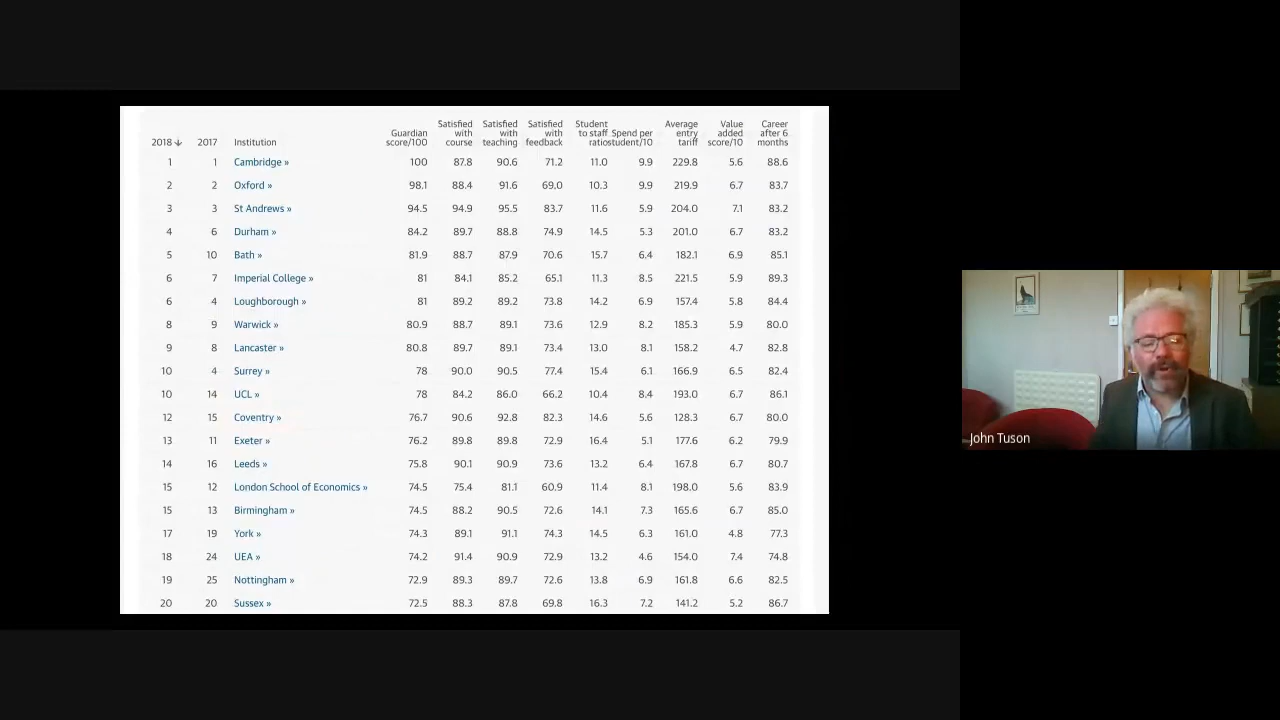 2018 ↓ 2017 Institution Guardian score/100 Satisfied with course Satisfied with teaching Satisfied with feedback Student to staff ratio Spend per student/10 Average entry tariff Value added score/10 Career after 6 months
1 1 Cambridge » 100 87.8 90.6 71.2 11.0 9.9 229.8 5.6 88.6
2 2 Oxford » 98.1 88.4 91.6 69.0 10.3 9.9 219.9 6.7 83.7
3 3 St Andrews » 94.5 94.9 95.5 83.7 11.6 5.9 204.0 7.1 83.2
4 6 Durham » 84.2 89.7 88.8 74.9 14.5 5.3 201.0 6.7 83.2
5 10 Bath » 81.9 88.7 87.9 70.6 15.7 6.4 182.1 6.9 85.1
6 7 Imperial College » 81 84.1 85.2 65.1 11.3 8.5 221.5 5.9 89.3
6 4 Loughborough » 81 89.2 89.2 73.8 14.2 6.9 157.4 5.8 84.4
8 9 Warwick » 80.9 88.7 89.1 73.6 12.9 8.2 185.3 5.9 80.0
9 8 Lancaster » 80.8 89.7 89.1 73.4 13.0 8.1 158.2 4.7 82.8
10 4 Surrey » 78 90.0 90.5 77.4 15.4 6.1 166.9 6.5 82.4
10 14 UCL » 78 84.2 86.0 66.2 10.4 8.4 193.0 6.7 86.1
12 15 Coventry » 76.7 90.6 92.8 82.3 14.6 5.6 128.3 6.7 80.0
13 11 Exeter » 76.2 89.8 89.8 72.9 16.4 5.1 177.6 6.2 79.9
14 16 Leeds » 75.8 90.1 90.9 73.6 13.2 6.4 167.8 6.7 80.7
15 12 London School of Economics » 74.5 75.4 81.1 60.9 11.4 8.1 198.0 5.6 83.9
15 13 Birmingham » 74.5 88.2 90.5 72.6 14.1 7.3 165.6 6.7 85.0
17 19 York » 74.3 89.1 91.1 74.3 14.5 6.3 161.0 4.8 77.3
18 24 UEA » 74.2 91.4 90.9 72.9 13.2 4.6 154.0 7.4 74.8
19 25 Nottingham » 72.9 89.3 89.7 72.6 13.8 6.9 161.8 6.6 82.5
20 20 Sussex » 72.5 88.3 87.8 69.8 16.3 7.2 141.2 5.2 86.7
John Tuson